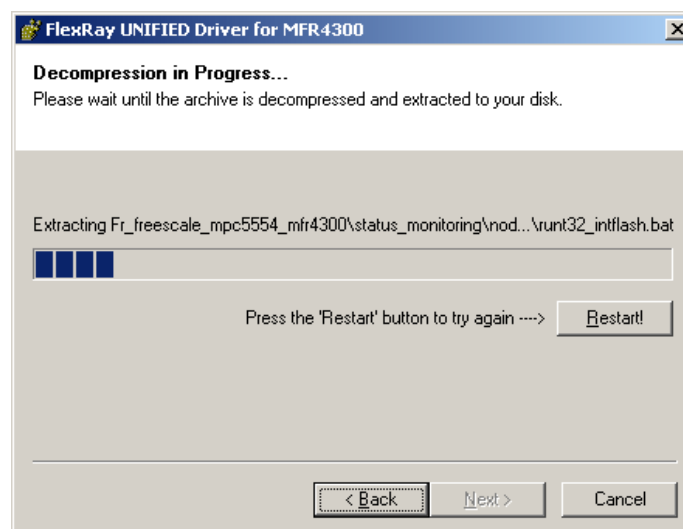 FlexRay UNIFIED Driver for MFR4300
Decompression in Progress...
Please wait until the archive is decompressed and extracted to your disk.
Extracting Fr_freescale_mpc5554_mfr4300\status_monitoring\nod...\runt32_intflash.bat
Press the 'Restart' button to try again ----> Restart!
< Back Next > Cancel